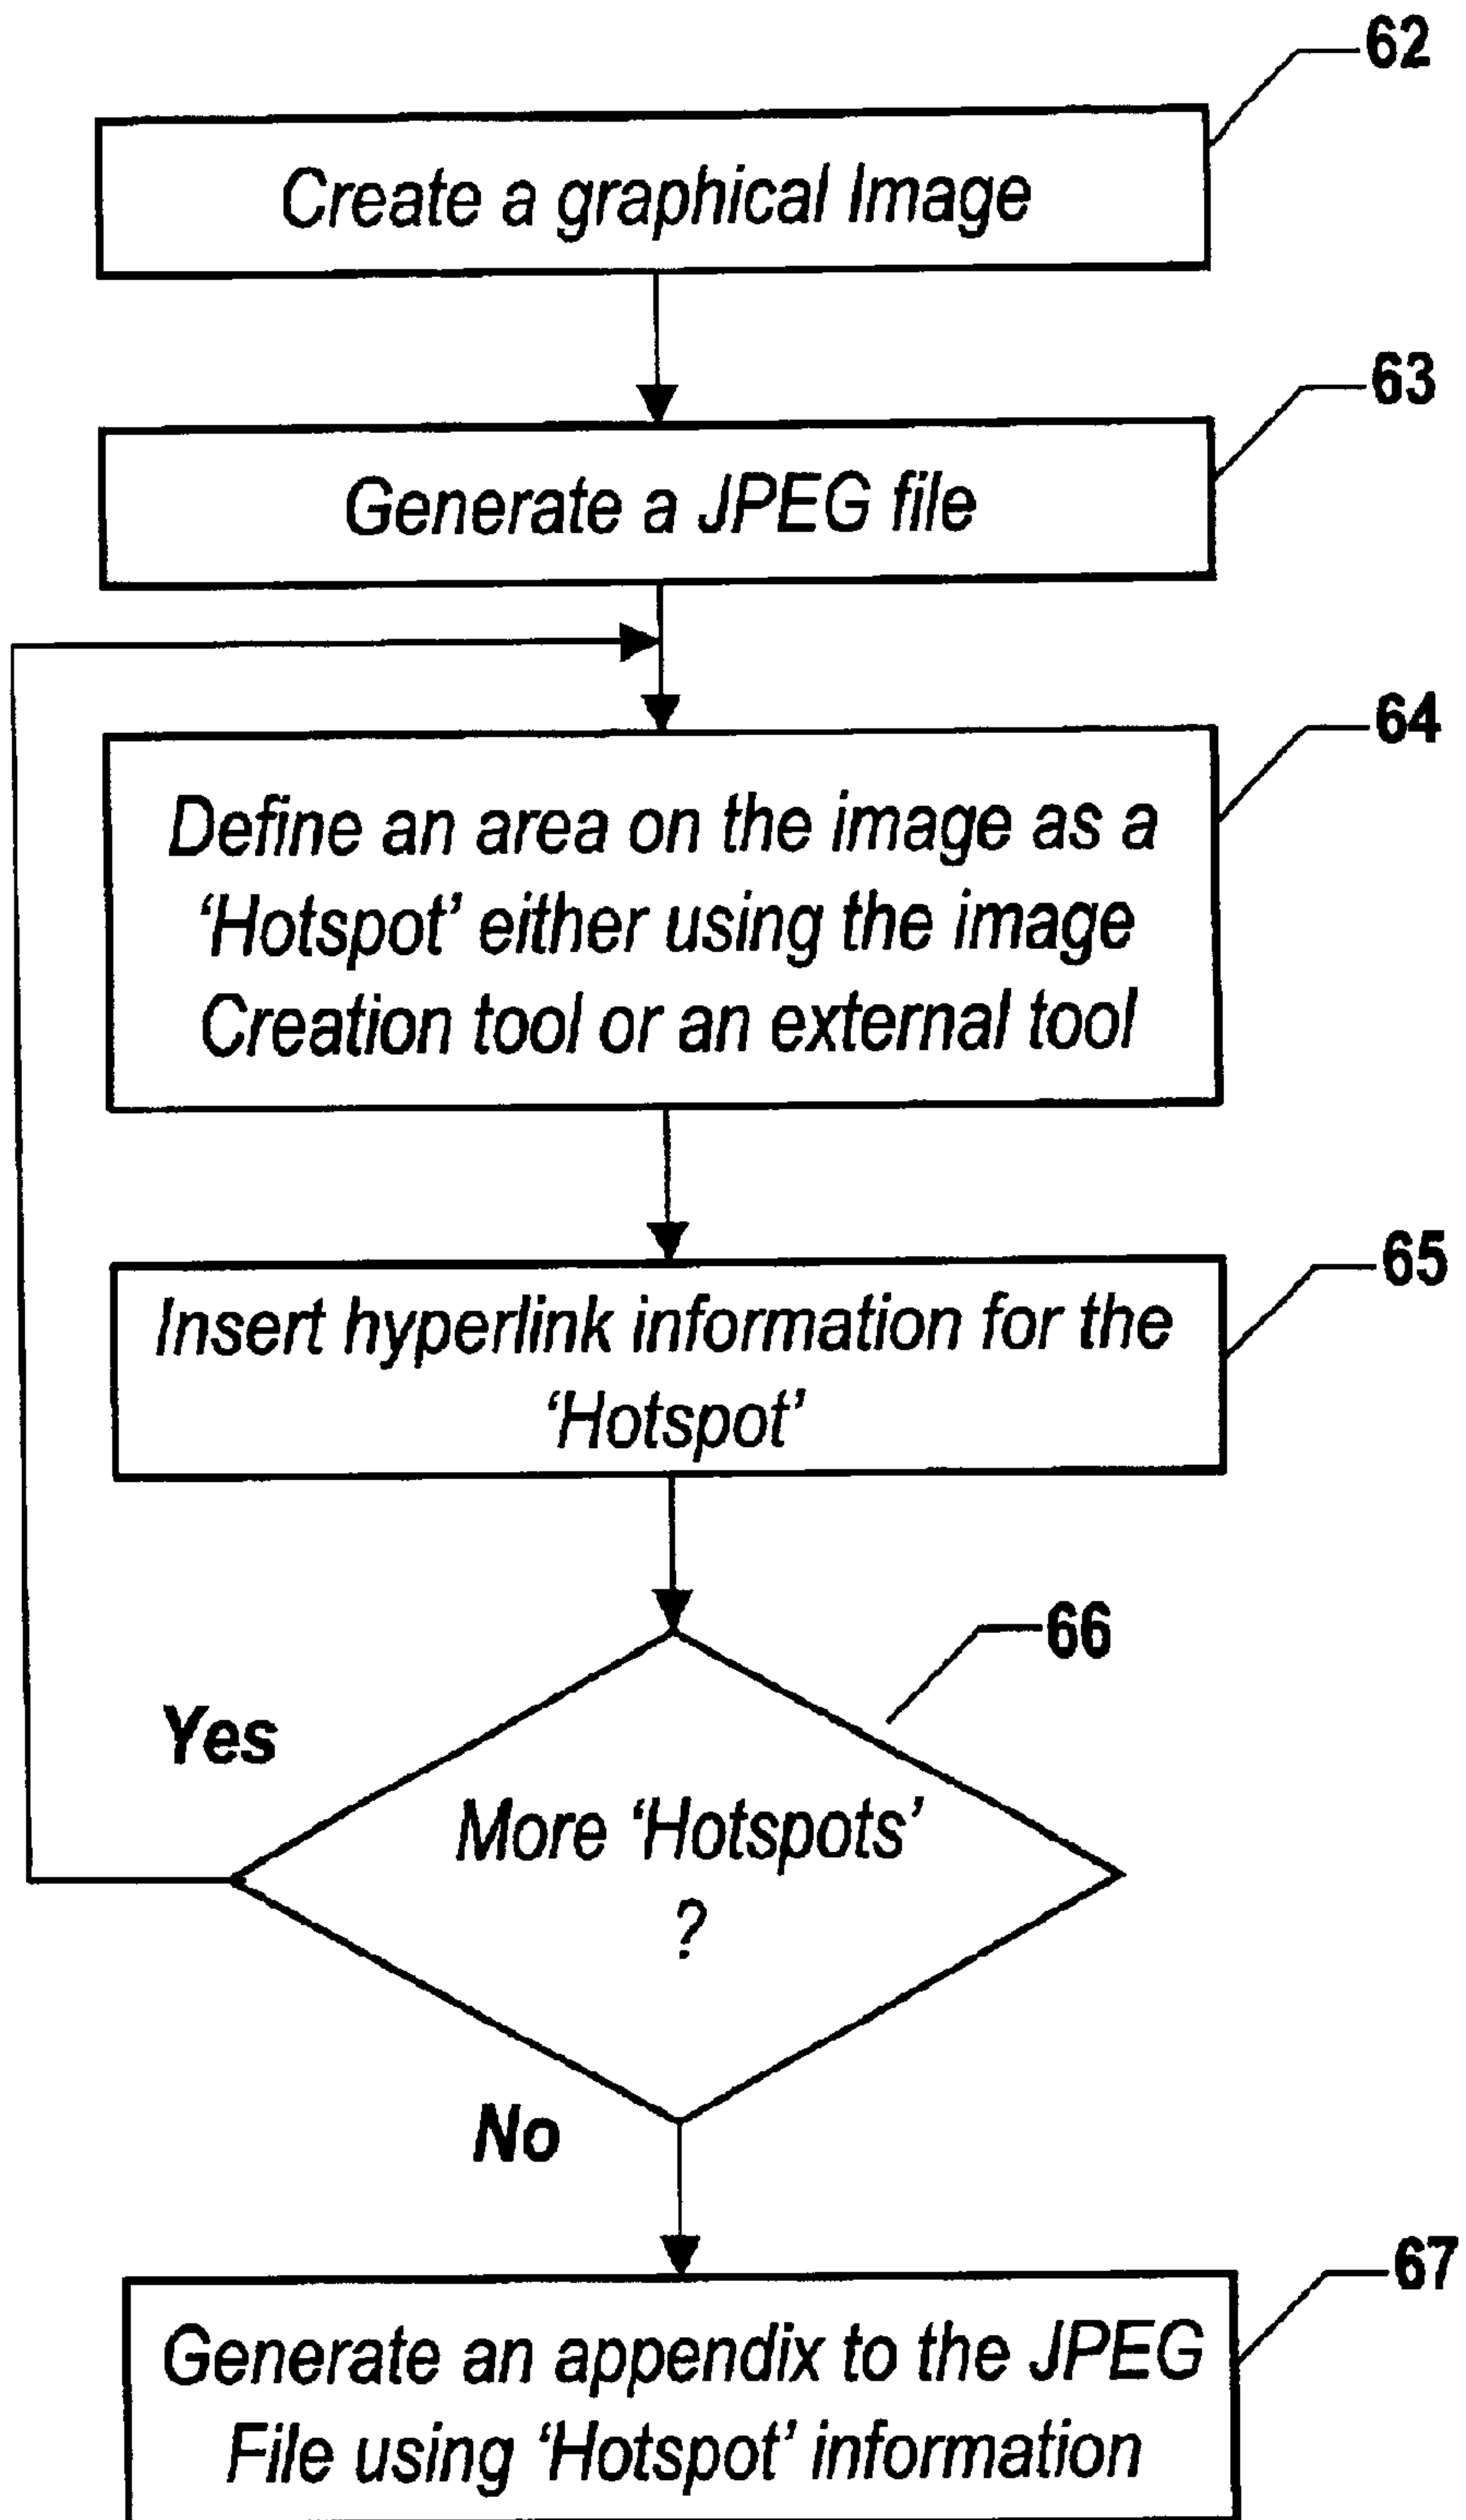 62
Create a graphical Image
63
Generate a JPEG file
64
Define an area on the image as a
‘Hotspot’ either using the image
Creation tool or an external tool
65
Insert hyperlink information for the
‘Hotspot’
66
Yes
More ‘Hotspots’
?
No
67
Generate an appendix to the JPEG
File using ‘Hotspot’ information